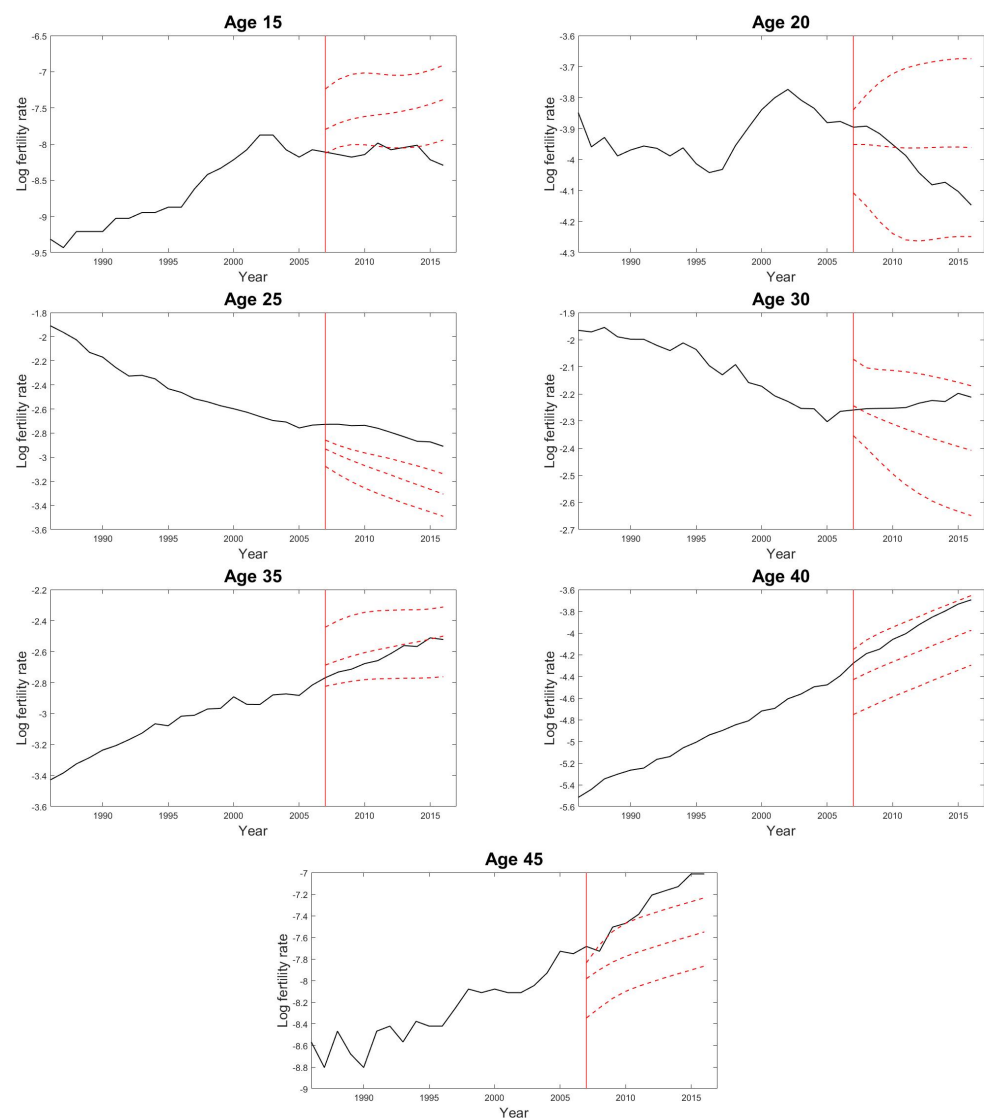 Age 15
Log fertility rate
-6.5
-7
-7.5
-8
-8.5
-9
-9.5
1990 1995 2000 2005 2010 2015
Year
Age 20
Log fertility rate
-3.6
-3.7
-3.8
-3.9
-4
-4.1
-4.2
-4.3
1990 1995 2000 2005 2010 2015
Year
Age 25
Log fertility rate
-1.8
-2
-2.2
-2.4
-2.6
-2.8
-3
-3.2
-3.4
-3.6
1990 1995 2000 2005 2010 2015
Year
Age 30
Log fertility rate
-1.9
-2
-2.1
-2.2
-2.3
-2.4
-2.5
-2.6
-2.7
1990 1995 2000 2005 2010 2015
Year
Age 35
Log fertility rate
-2.2
-2.4
-2.6
-2.8
-3
-3.2
-3.4
-3.6
1990 1995 2000 2005 2010 2015
Year
Age 40
Log fertility rate
-3.6
-3.8
-4
-4.2
-4.4
-4.6
-4.8
-5
-5.2
-5.4
-5.6
1990 1995 2000 2005 2010 2015
Year
Age 45
Log fertility rate
-7
-7.2
-7.4
-7.6
-7.8
-8
-8.2
-8.4
-8.6
-8.8
-9
1990 1995 2000 2005 2010 2015
Year